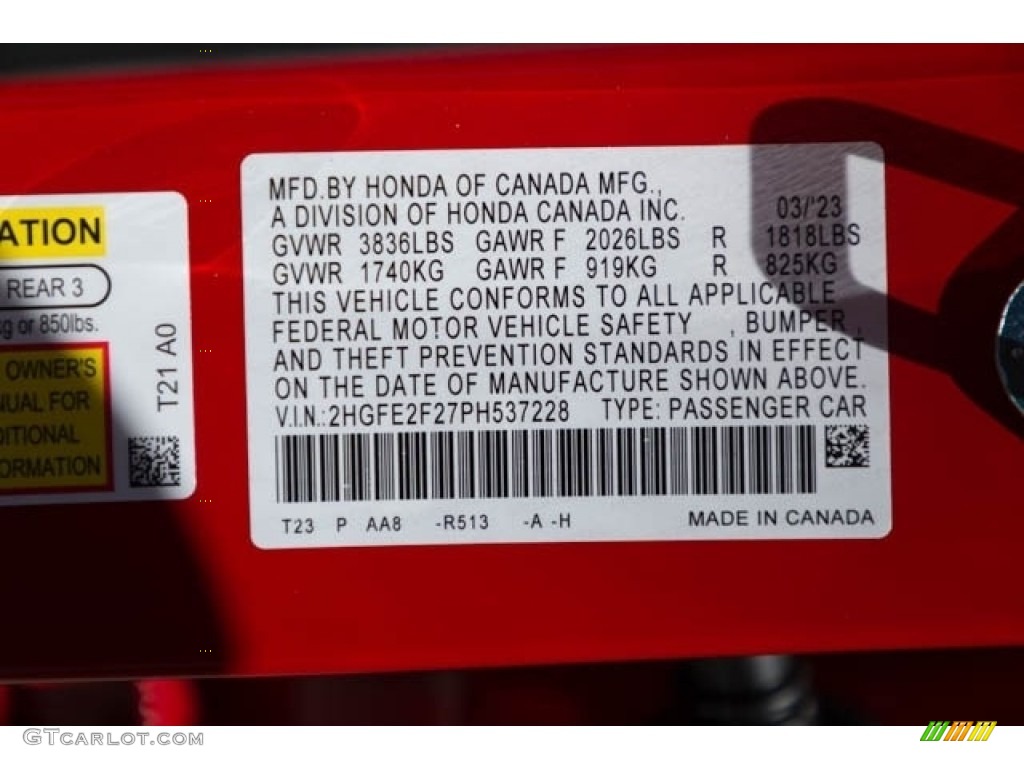 MFD.BY HONDA OF CANADA MFG.,
A DIVISION OF HONDA CANADA INC. 03/'23
GVWR 3836LBS GAWR F 2026LBS R 1818LBS
GVWR 1740KG GAWR F 919KG R 825KG
THIS VEHICLE CONFORMS TO ALL APPLICABLE
FEDERAL MOTOR VEHICLE SAFETY , BUMPER ,
AND THEFT PREVENTION STANDARDS IN EFFECT
ON THE DATE OF MANUFACTURE SHOWN ABOVE.
V.I.N.:2HGFE2F27PH537228 TYPE: PASSENGER CAR
T23 P AA8 -R513 -A -H MADE IN CANADA
ATION
REAR 3
g or 850lbs.
OWNER'S
NUAL FOR
DITIONAL
ORMATION
T21 A0
GTcarlot.com